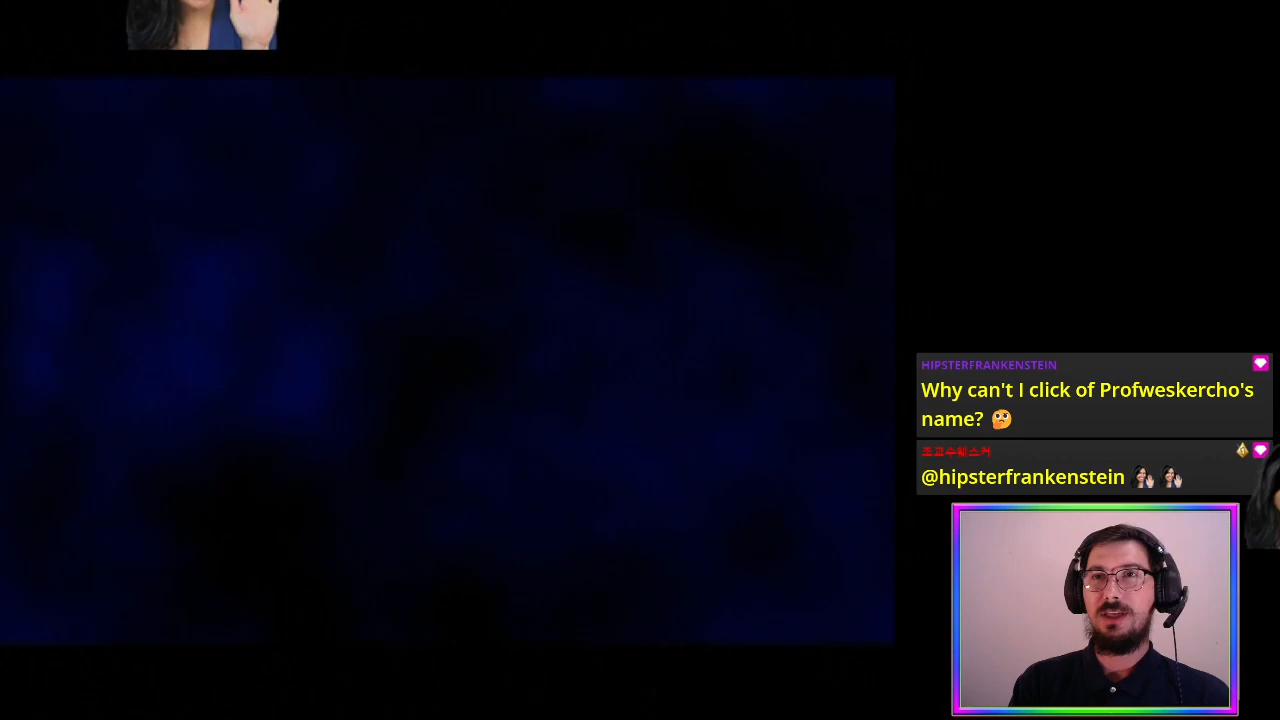 HIPSTERFRANKENSTEIN
Why can't I click of Profweskercho's
name? 🤔
조교수웨스커
@hipsterfrankenstein